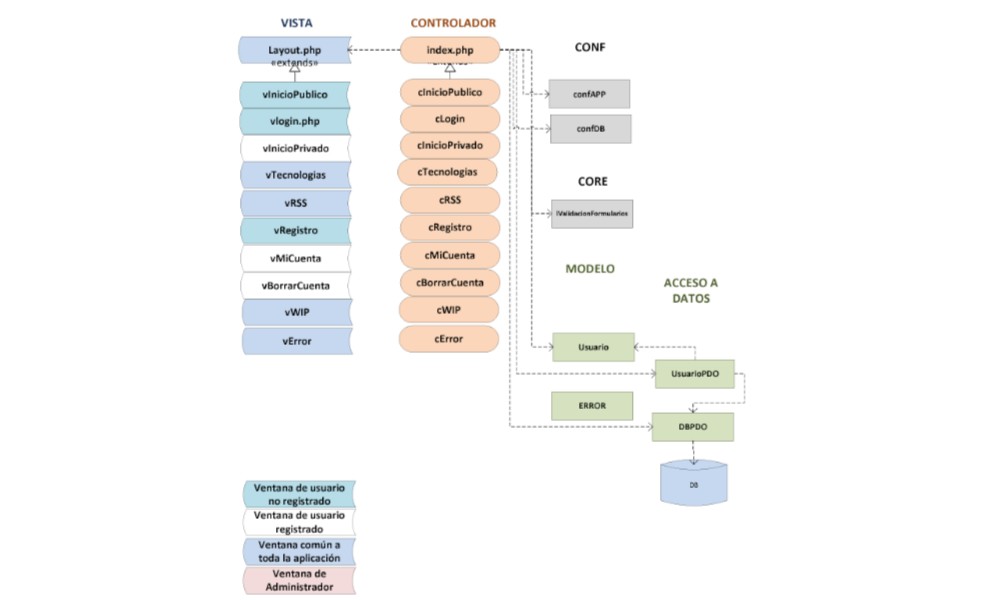 VISTA
CONTROLADOR
Layout.php
index.php
CONF
«extends»
vInicioPublico
cInicioPublico
confAPP
vlogin.php
cLogin
confDB
vInicioPrivado
cInicioPrivado
vTecnologias
cTecnologias
CORE
vRSS
cRSS
lValidacionFormularios
vRegistro
cRegistro
vMiCuenta
cMiCuenta
MODELO
vBorrarCuenta
cBorrarCuenta
ACCESO A
DATOS
vWIP
cWIP
vError
cError
Usuario
UsuarioPDO
ERROR
DBPDO
DB
Ventana de usuario
no registrado
Ventana de usuario
registrado
Ventana común a
toda la aplicación
Ventana de
Administrador